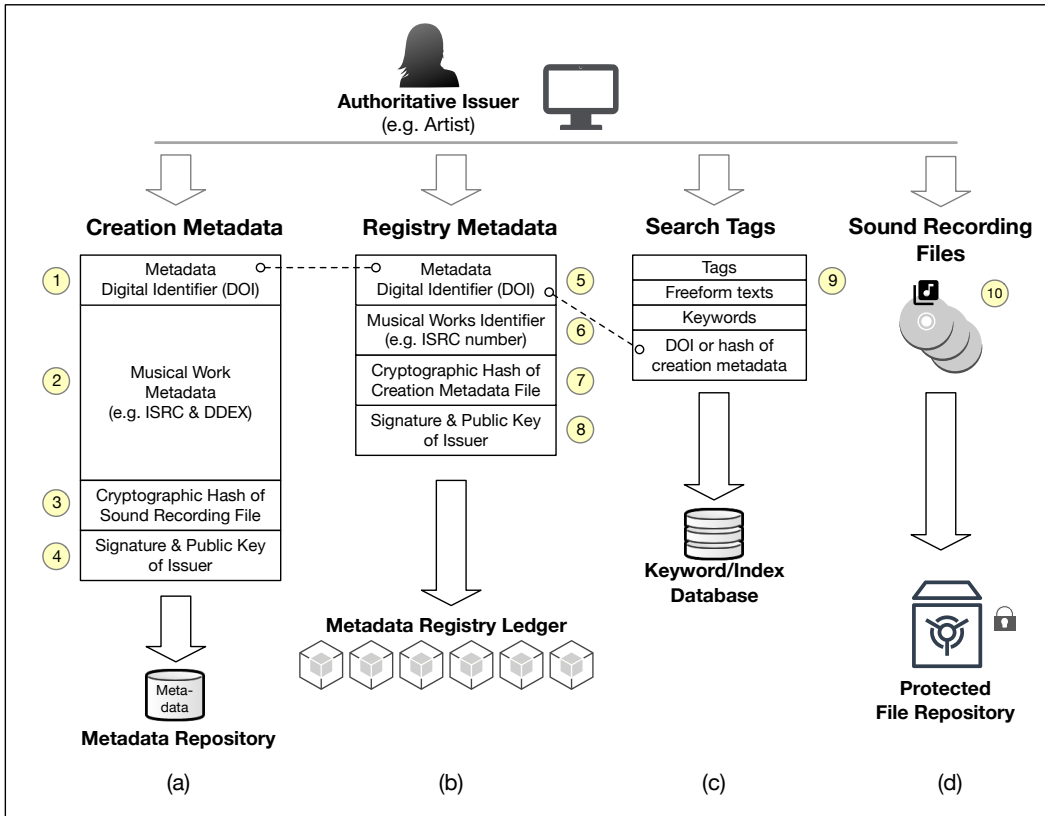 Authoritative Issuer
(e.g. Artist)
Creation Metadata
1
Metadata
Digital Identifier (DOI)
2
Musical Work
Metadata
(e.g. ISRC & DDEX)
3
Cryptographic Hash of
Sound Recording File
4
Signature & Public Key
of Issuer
Meta-
data
Metadata Repository
(a)
Registry Metadata
Metadata
Digital Identifier (DOI)
5
Musical Works Identifier
(e.g. ISRC number)
6
Cryptographic Hash of
Creation Metadata File
7
Signature & Public Key
of Issuer
8
Metadata Registry Ledger
(b)
Search Tags
Tags
9
Freeform texts
Keywords
DOI or hash of
creation metadata
Keyword/Index
Database
(c)
Sound Recording
Files
10
Protected
File Repository
(d)